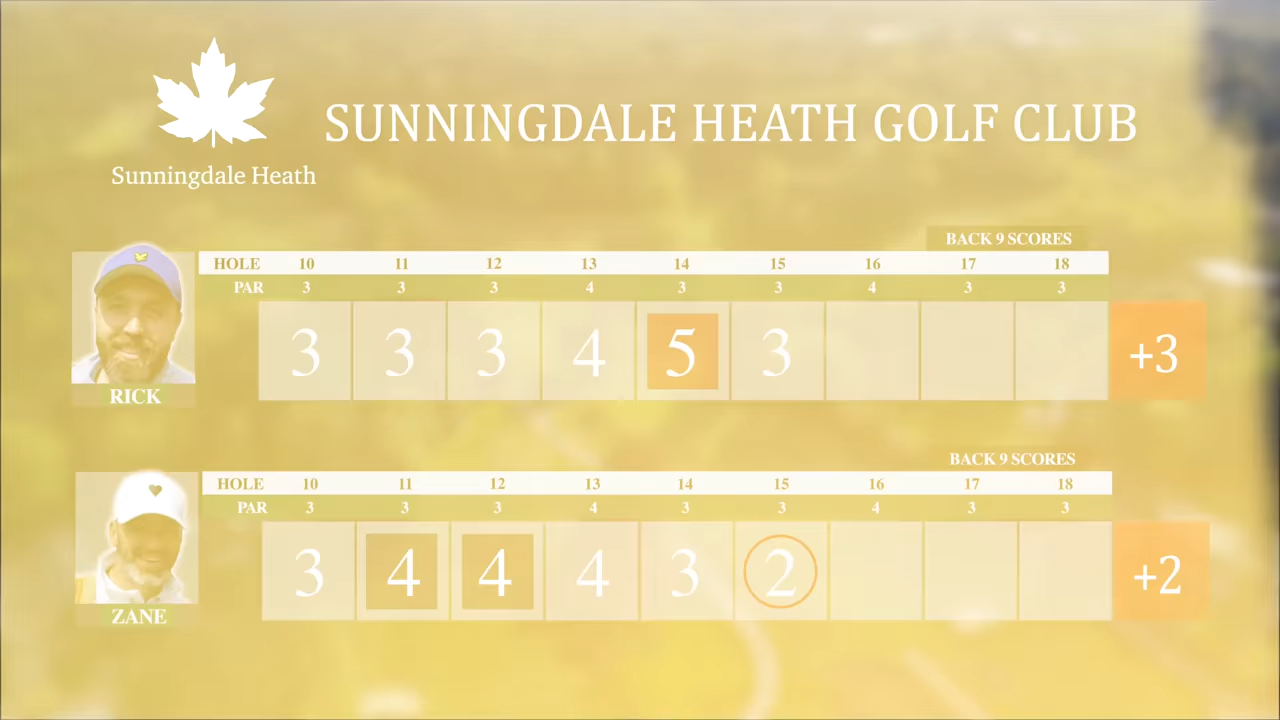 SUNNINGDALE HEATH GOLF CLUB
Sunningdale Heath
BACK 9 SCORES
HOLE 10 11 12 13 14 15 16 17 18
PAR 3 3 3 4 3 3 4 3 3
3 3 3 4 5 3 +3
RICK
BACK 9 SCORES
HOLE 10 11 12 13 14 15 16 17 18
PAR 3 3 3 4 3 3 4 3 3
3 4 4 4 3 2 +2
ZANE